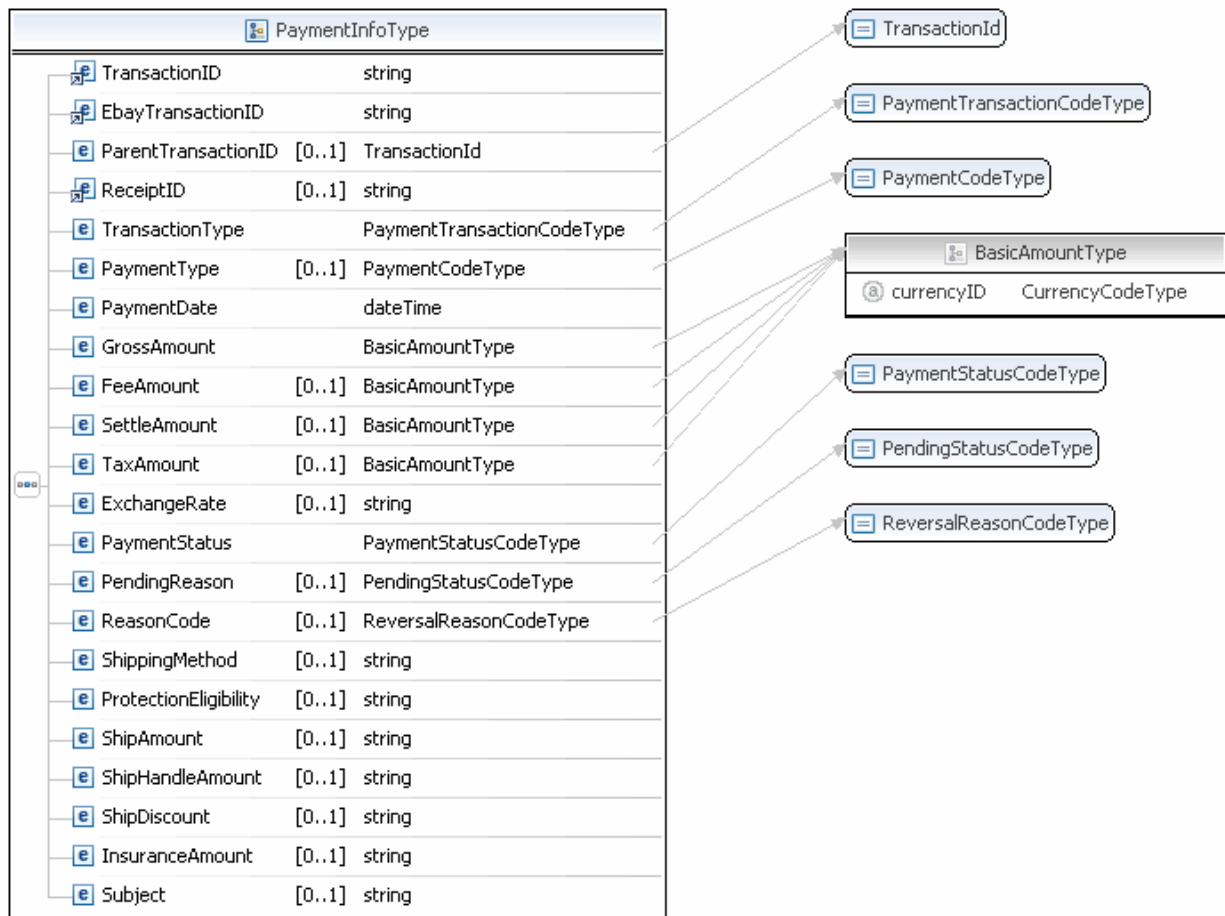 PaymentInfoType
TransactionID string
EbayTransactionID string
ParentTransactionID [0..1] TransactionId
ReceiptID [0..1] string
TransactionType PaymentTransactionCodeType
PaymentType [0..1] PaymentCodeType
PaymentDate dateTime
GrossAmount BasicAmountType
FeeAmount [0..1] BasicAmountType
SettleAmount [0..1] BasicAmountType
TaxAmount [0..1] BasicAmountType
ExchangeRate [0..1] string
PaymentStatus PaymentStatusCodeType
PendingReason [0..1] PendingStatusCodeType
ReasonCode [0..1] ReversalReasonCodeType
ShippingMethod [0..1] string
ProtectionEligibility [0..1] string
ShipAmount [0..1] string
ShipHandleAmount [0..1] string
ShipDiscount [0..1] string
InsuranceAmount [0..1] string
Subject [0..1] string
TransactionId
PaymentTransactionCodeType
PaymentCodeType
BasicAmountType
currencyID CurrencyCodeType
PaymentStatusCodeType
PendingStatusCodeType
ReversalReasonCodeType